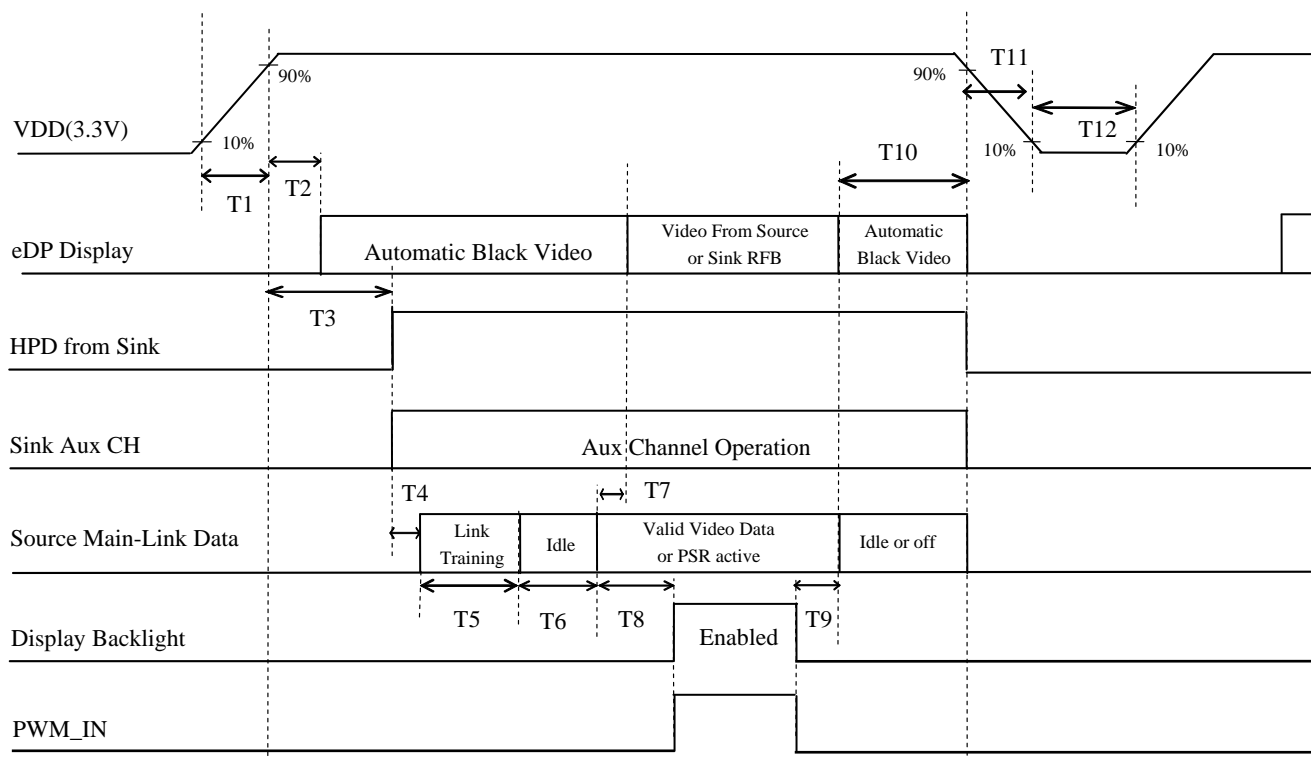 T11
90%
90%
VDD(3.3V)
10%
T12
10%
10%
T10
T2
T1
Video From Source
or Sink RFB
Automatic
Black Video
eDP Display
Automatic Black Video
T3
HPD from Sink
Sink Aux CH
Aux Channel Operation
T4
T7
Source Main-Link Data
Link
Training
Idle
Valid Video Data
or PSR active
Idle or off
T5
T6
T8
T9
Display Backlight
Enabled
PWM_IN